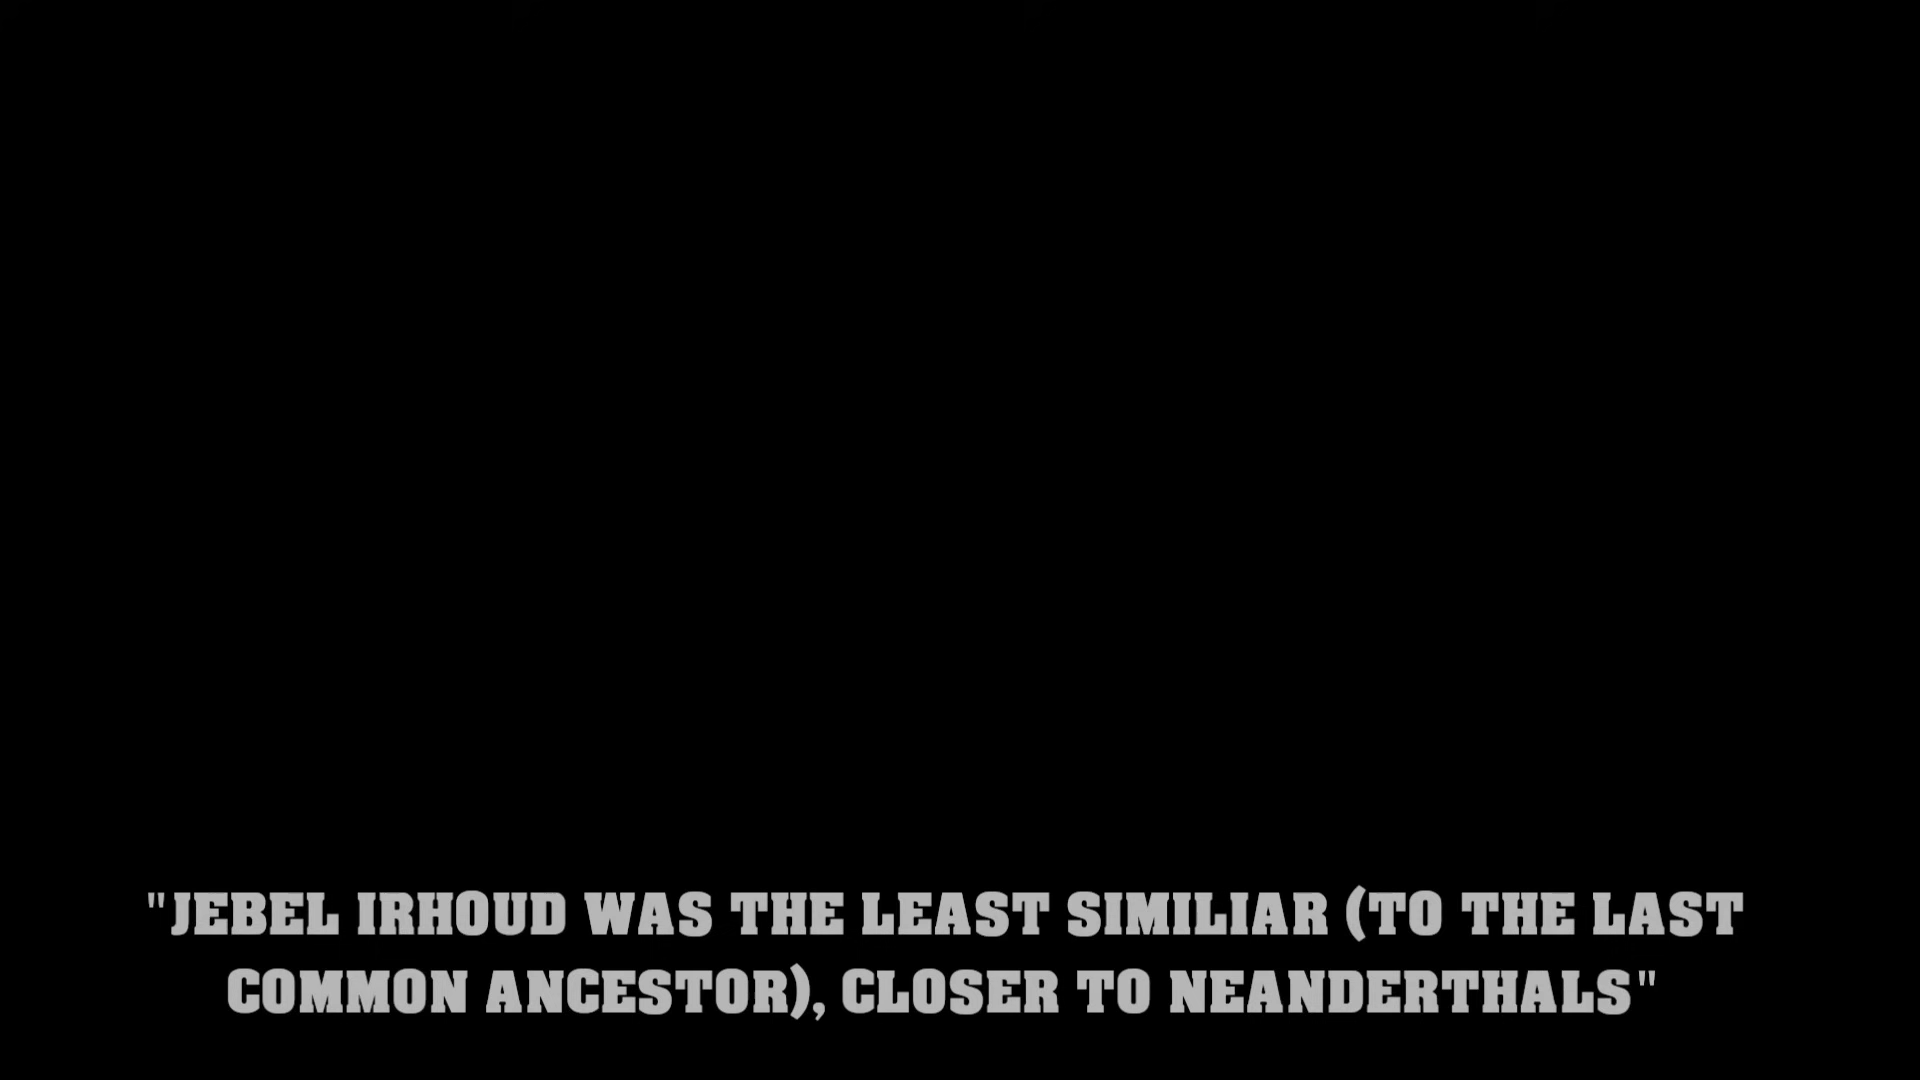 "JEBEL IRHOUD WAS THE LEAST SIMILIAR (TO THE LAST
COMMON ANCESTOR), CLOSER TO NEANDERTHALS"